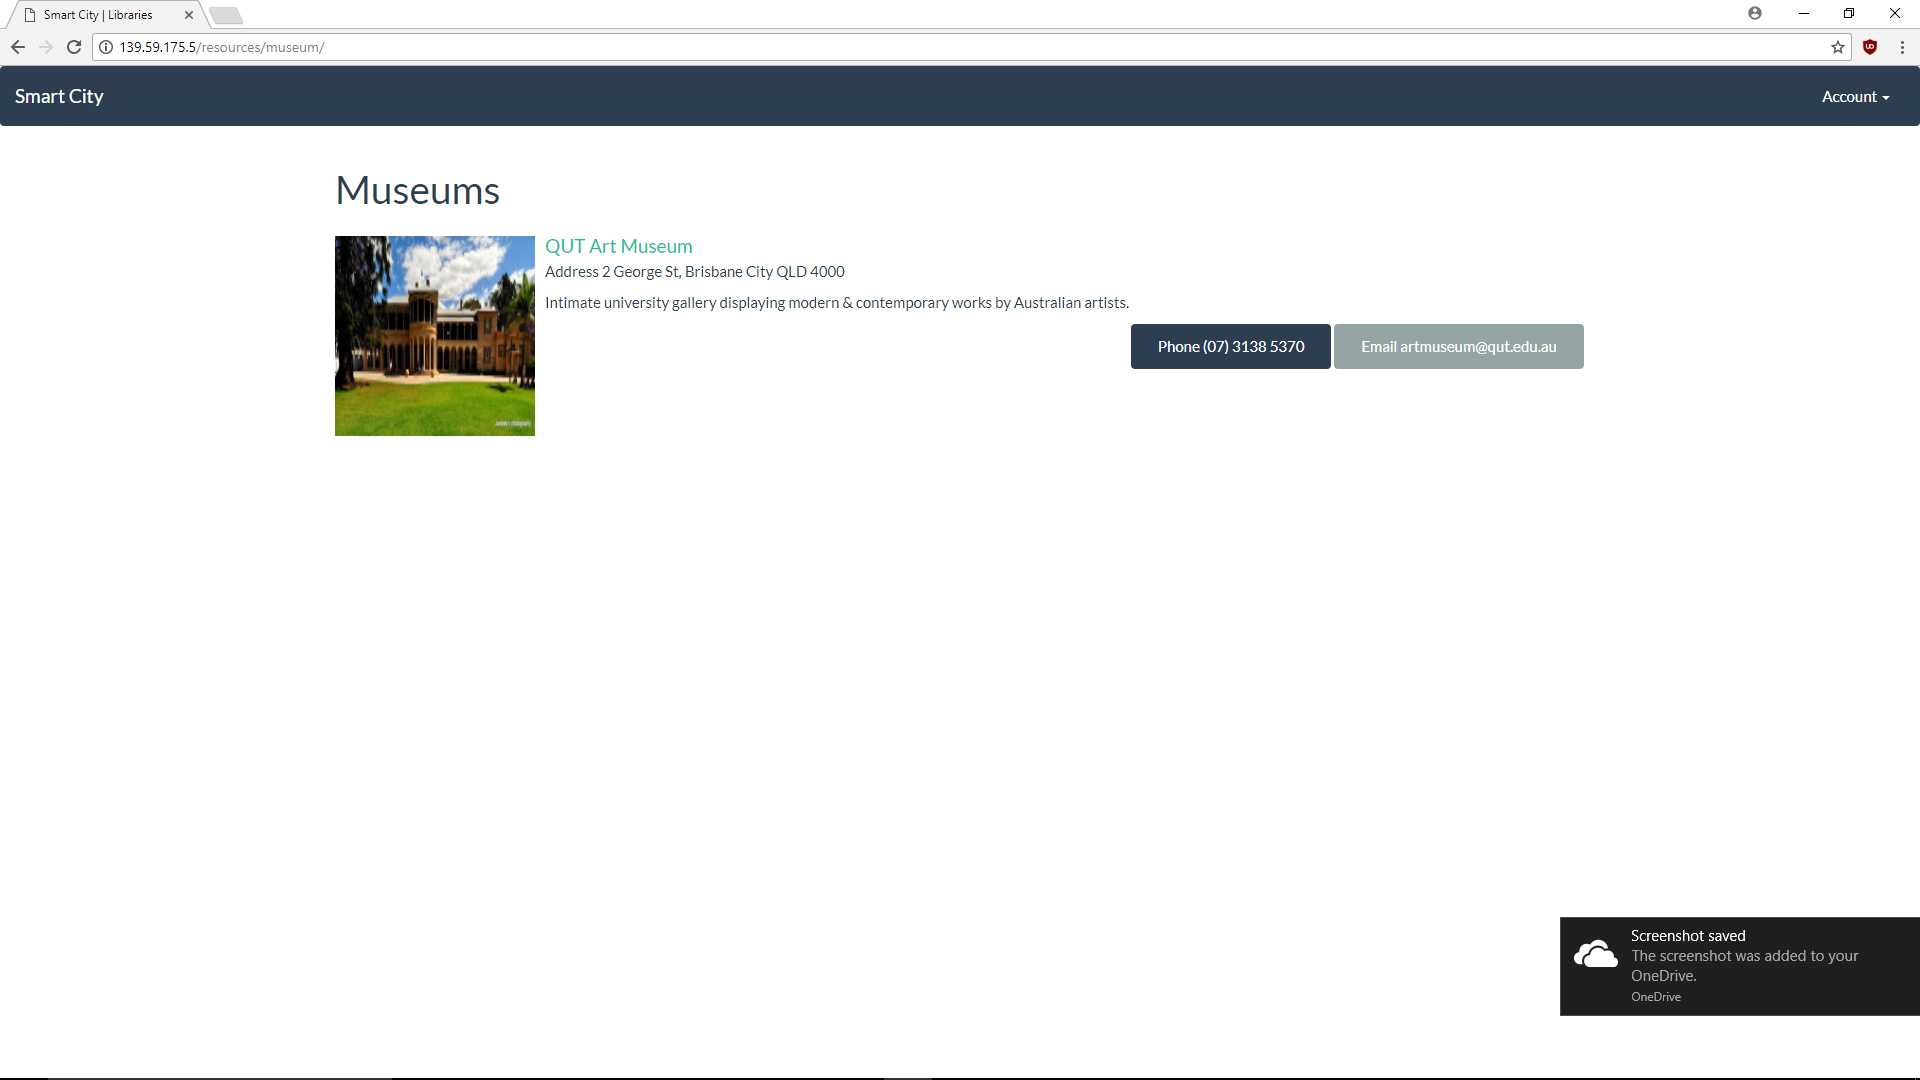 Smart City | Libraries
139.59.175.5/resources/museum/
Smart City
Account
Museums
QUT Art Museum
Address 2 George St, Brisbane City QLD 4000
Intimate university gallery displaying modern & contemporary works by Australian artists.
Phone (07) 3138 5370
Email artmuseum@qut.edu.au
Screenshot saved
The screenshot was added to your
OneDrive.
OneDrive